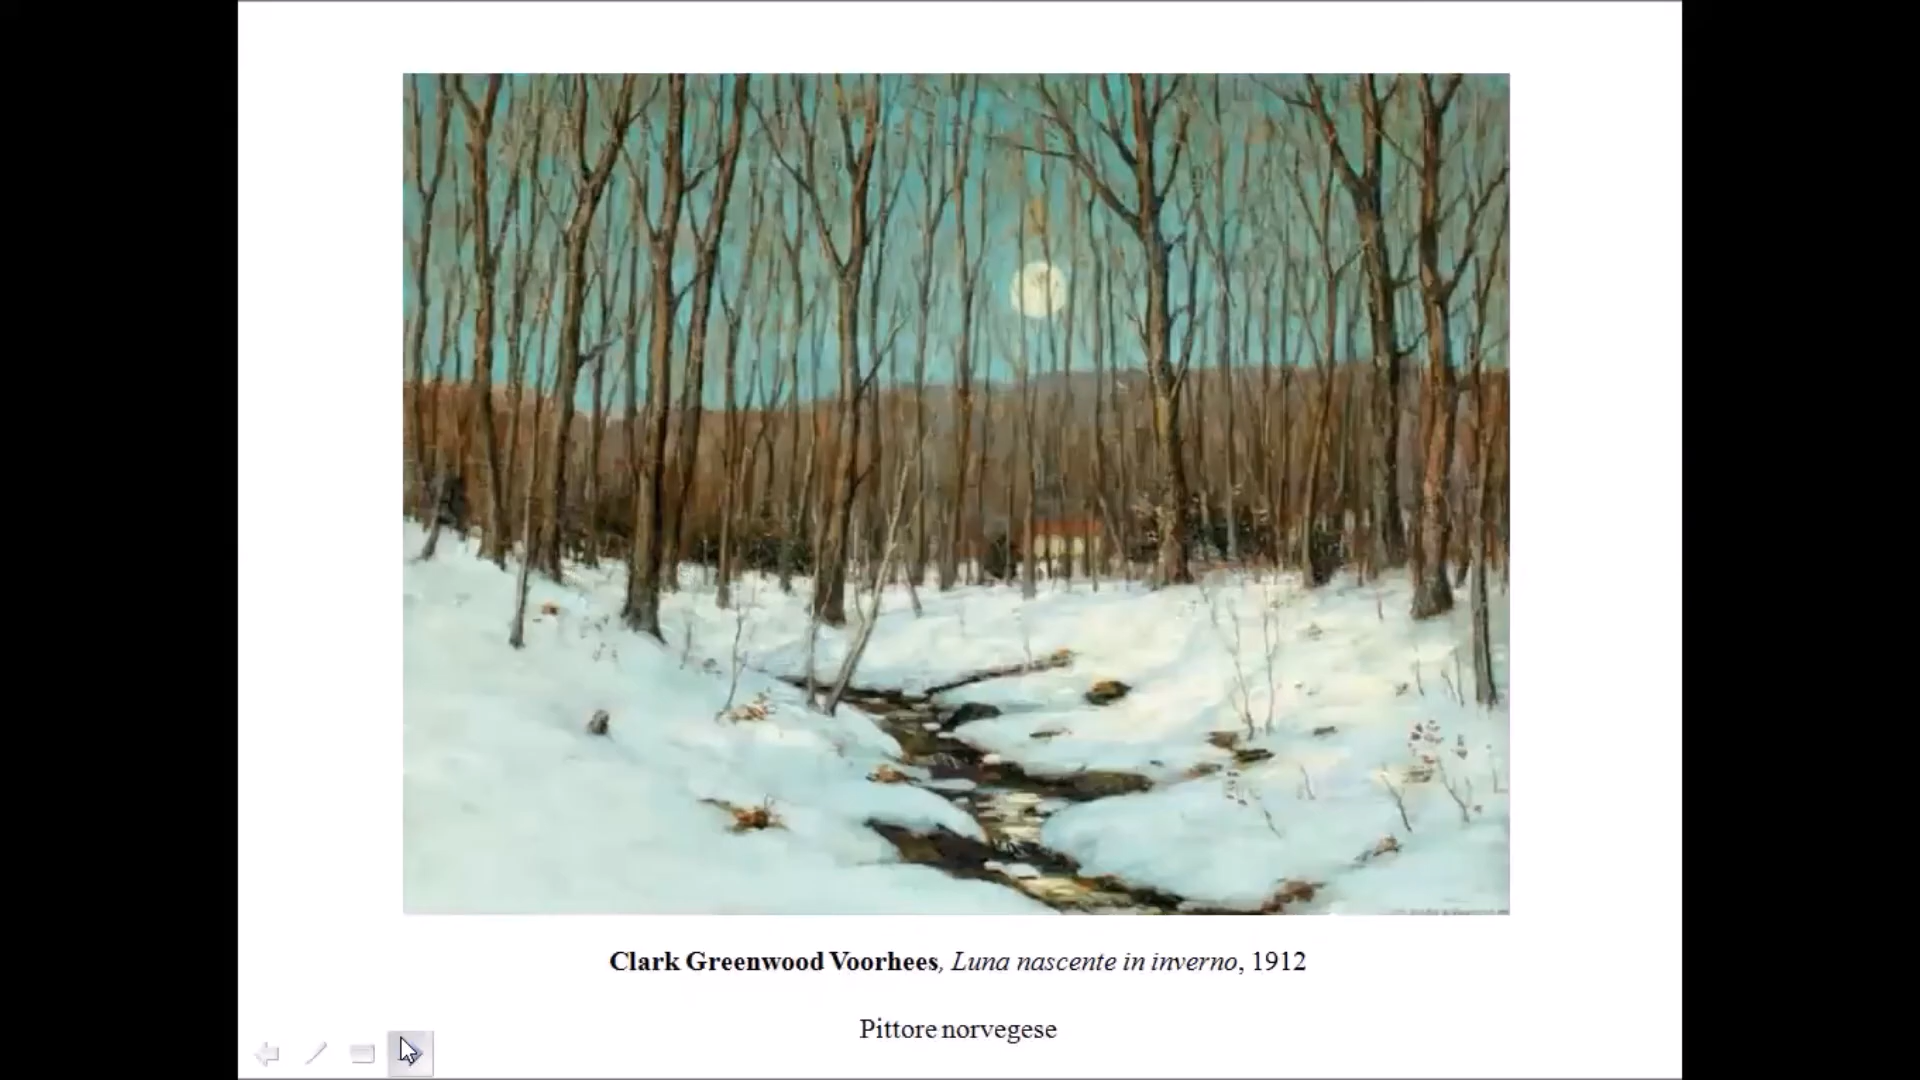 Clark Greenwood Voorhees, Luna nascente in inverno, 1912
Pittore norvegese